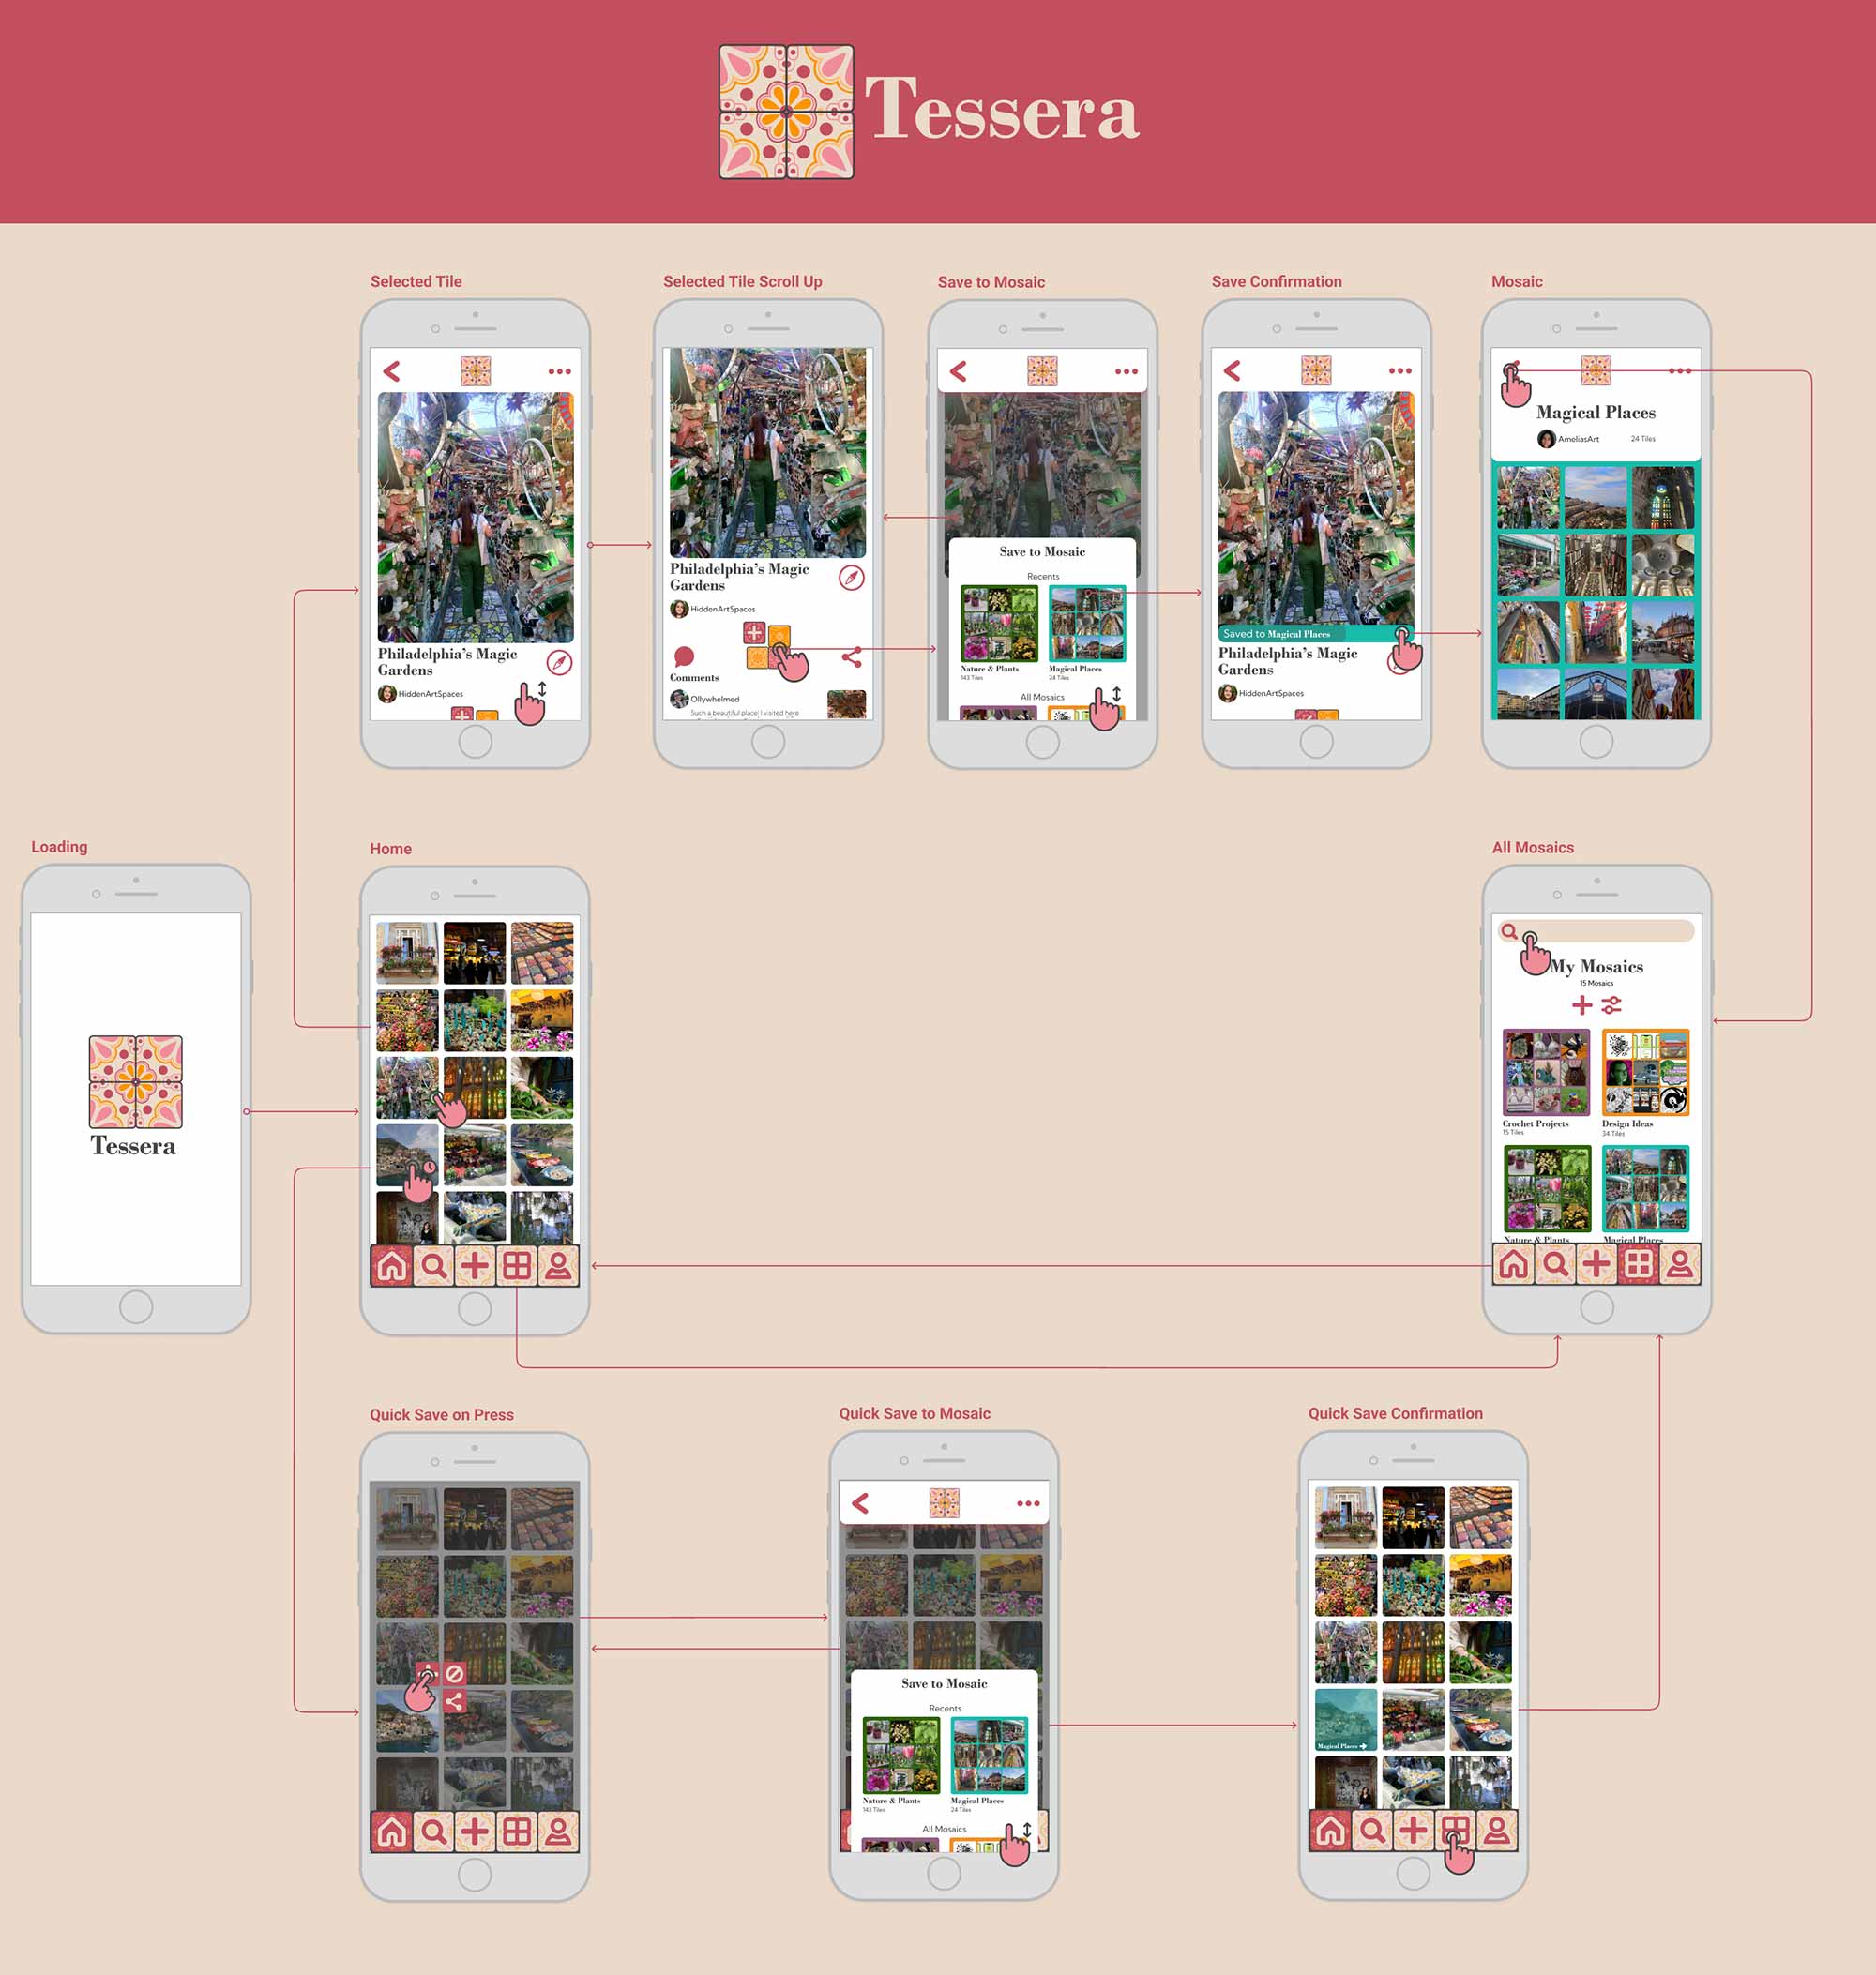 Tessera
Selected Tile
Philadelphia's Magic
Gardens
HiddenArtSpaces
Selected Tile Scroll Up
Philadelphia's Magic
Gardens
HiddenArtSpaces
Comments
Ollywhelmed
Such a beautiful place! I visited here
Save to Mosaic
Save to Mosaic
Recents
Nature & Plants
143 Tiles
Magical Places
24 Tiles
All Mosaics
Save Confirmation
Saved to Magical Places
Philadelphia's Magic
Gardens
HiddenArtSpaces
Mosaic
Magical Places
AmeliasArt
24 Tiles
Loading
Tessera
Home
All Mosaics
My Mosaics
15 Mosaics
Crochet Projects
15 Tiles
Design Ideas
34 Tiles
Nature & Plants
Magical Places
Quick Save on Press
Quick Save to Mosaic
Save to Mosaic
Recents
Nature & Plants
143 Tiles
Magical Places
24 Tiles
All Mosaics
Quick Save Confirmation
Magical Places